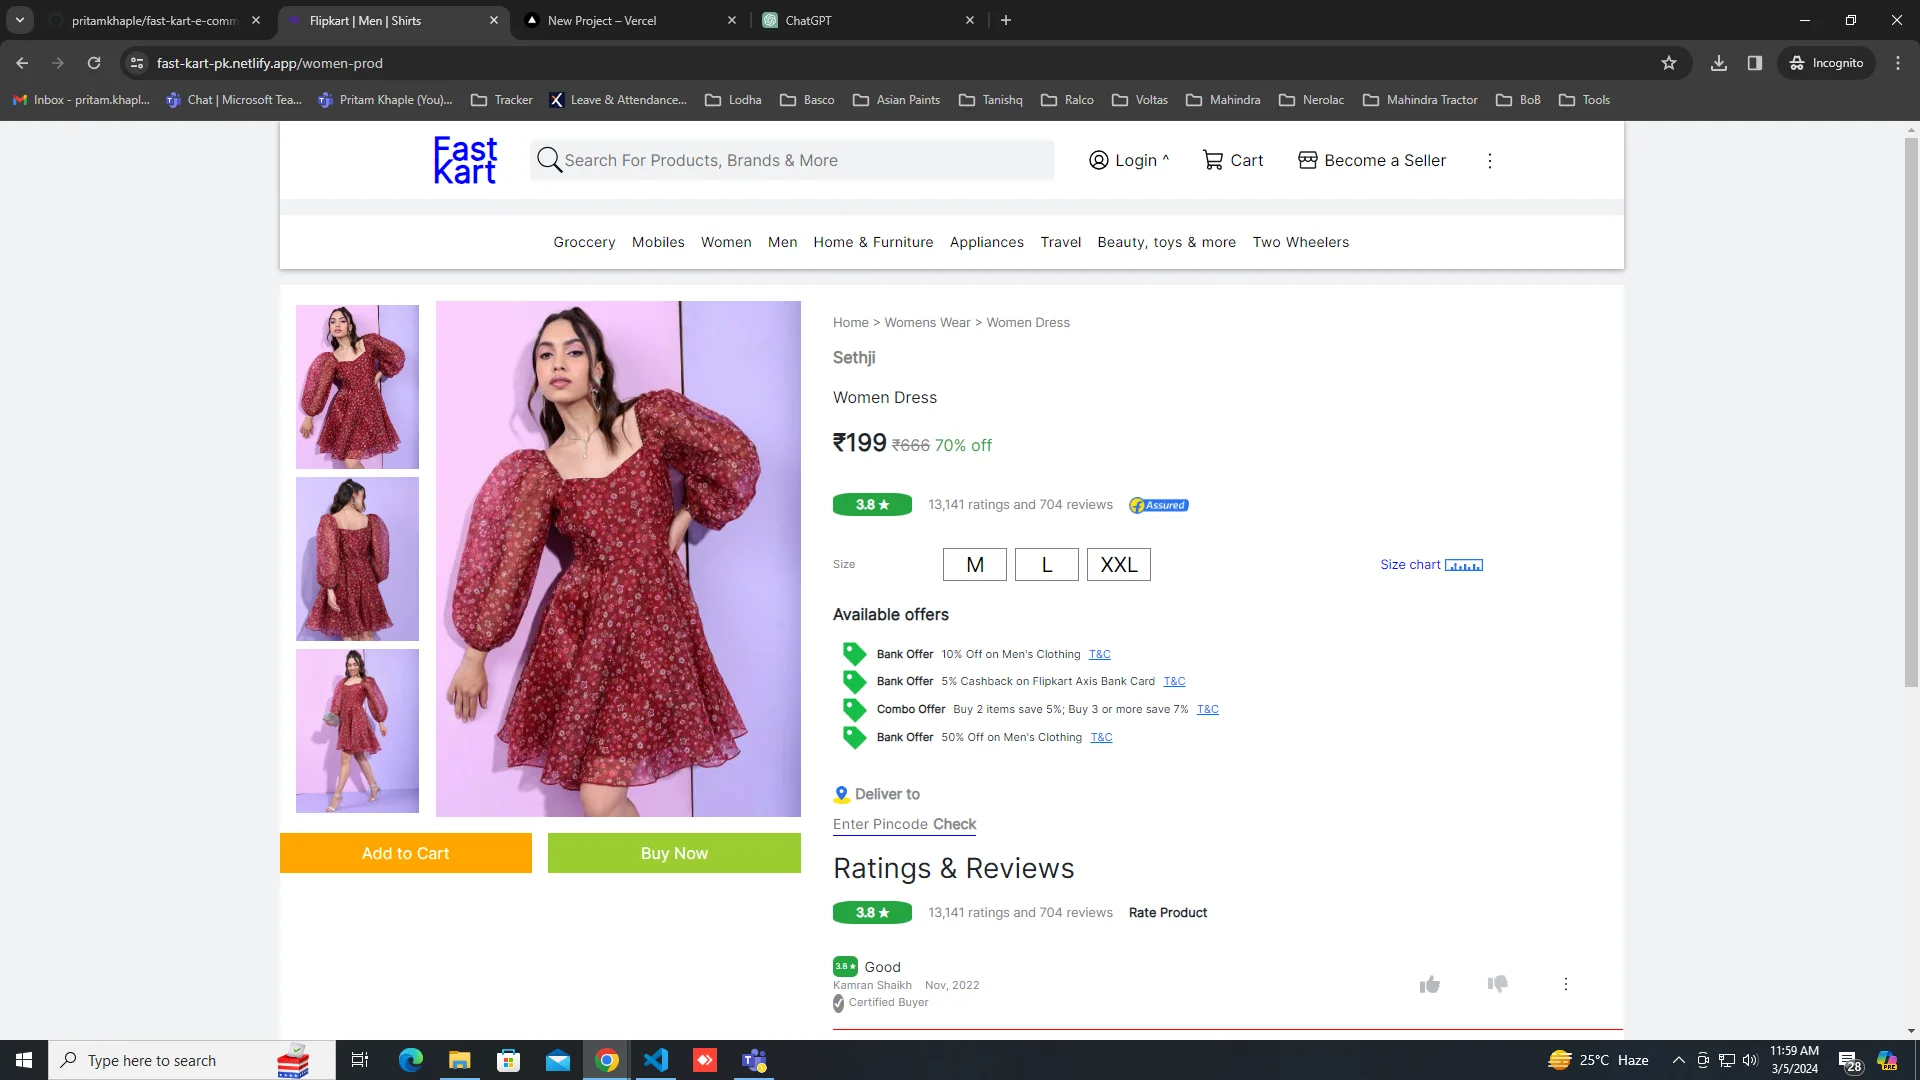 pritamkhaple/fast-kart-e-comm
Flipkart | Men | Shirts
New Project – Vercel
ChatGPT
fast-kart-pk.netlify.app/women-prod
Incognito
Inbox - pritam.khapl...
Chat | Microsoft Tea...
Pritam Khaple (You)...
Tracker
Leave & Attendance...
Lodha
Basco
Asian Paints
Tanishq
Ralco
Voltas
Mahindra
Nerolac
Mahindra Tractor
BoB
Tools
Fast
Kart
Search For Products, Brands & More
Login ^
Cart
Become a Seller
Groccery Mobiles Women Men Home & Furniture Appliances Travel Beauty, toys & more Two Wheelers
Home > Womens Wear > Women Dress
Sethji
Women Dress
₹199 ₹666 70% off
3.8 ★ 13,141 ratings and 704 reviews Assured
Size M L XXL Size chart
Available offers
Bank Offer 10% Off on Men's Clothing T&C
Bank Offer 5% Cashback on Flipkart Axis Bank Card T&C
Combo Offer Buy 2 items save 5%; Buy 3 or more save 7% T&C
Bank Offer 50% Off on Men's Clothing T&C
Deliver to
Enter Pincode Check
Add to Cart
Buy Now
Ratings & Reviews
3.8 ★ 13,141 ratings and 704 reviews Rate Product
3.8 ★ Good
Kamran Shaikh Nov, 2022
Certified Buyer
Type here to search
25°C Haze
11:59 AM
3/5/2024
28
PRE